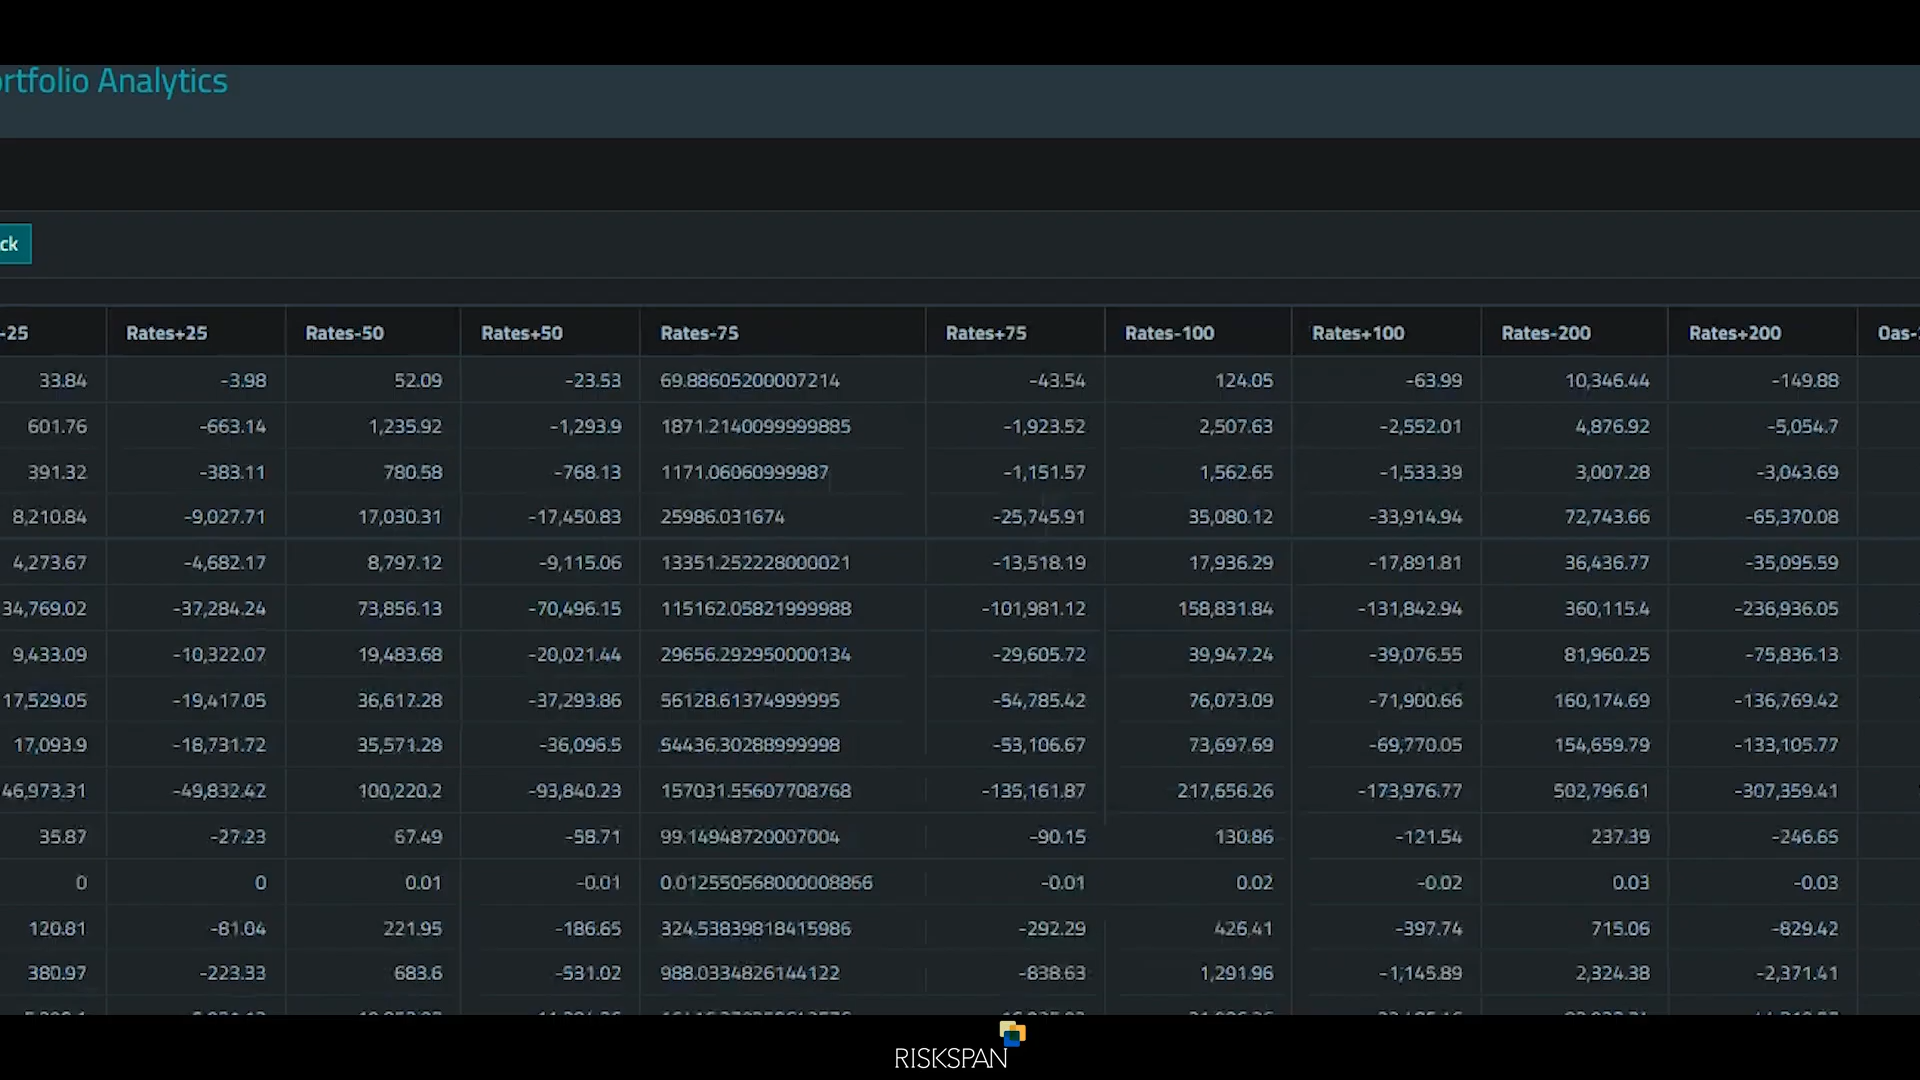 ortfolio Analytics
ck
-25 Rates+25 Rates-50 Rates+50 Rates-75 Rates+75 Rates-100 Rates+100 Rates-200 Rates+200 Oas-
33.84 -3.98 52.09 -23.53 69.88605200007214 -43.54 124.05 -63.99 10,346.44 -149.88
601.76 -663.14 1,235.92 -1,293.9 1871.2140099999885 -1,923.52 2,507.63 -2,552.01 4,876.92 -5,054.7
391.32 -383.11 780.58 -768.13 1171.06060999987 -1,151.57 1,562.65 -1,533.39 3,007.28 -3,043.69
8,210.84 -9,027.71 17,030.31 -17,450.83 25986.031674 -25,745.91 35,080.12 -33,914.94 72,743.66 -65,370.08
4,273.67 -4,682.17 8,797.12 -9,115.06 13351.252228000021 -13,518.19 17,936.29 -17,891.81 36,436.77 -35,095.59
34,769.02 -37,284.24 73,856.13 -70,496.15 115162.05821999988 -101,981.12 158,831.84 -131,842.94 360,115.4 -236,936.05
9,433.09 -10,322.07 19,483.68 -20,021.44 29656.292950000134 -29,605.72 39,947.24 -39,076.55 81,960.25 -75,836.13
17,529.05 -19,417.05 36,617.28 -37,293.86 56128.61374999995 -54,785.42 76,073.09 -71,900.66 160,174.69 -136,769.42
17,093.9 -18,731.72 35,571.28 -36,096.5 54436.30288999998 -53,106.67 73,697.69 -69,770.05 154,659.79 -133,105.77
46,973.31 -49,832.42 100,220.2 -93,840.23 157031.55607708768 -135,161.87 217,656.26 -173,976.77 502,796.61 -307,359.41
35.87 -27.23 67.49 -58.71 99.14948720007004 -90.15 130.86 -121.54 237.39 -246.65
0 0 0.01 -0.01 0.012550568000008866 -0.01 0.02 -0.02 0.03 -0.03
120.81 -81.04 221.95 -186.65 324.53839818415986 -292.29 426.41 -397.74 715.06 -829.42
380.97 -223.33 683.6 -531.02 988.0334826144122 -838.63 1,291.96 -1,145.89 2,324.38 -2,371.41
RISKSPAN